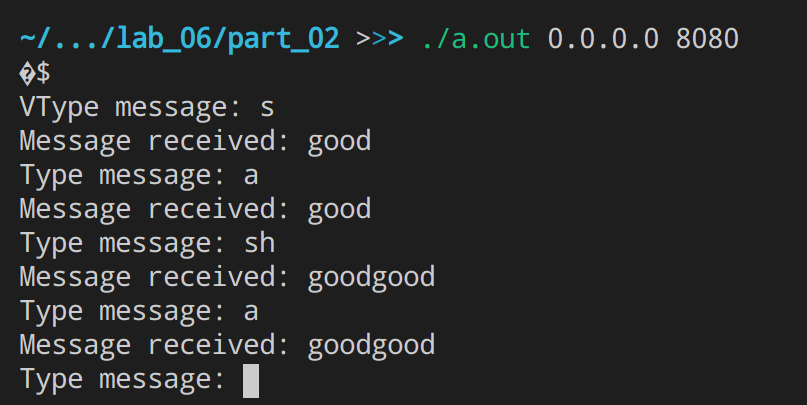 ~/.../lab_06/part_02 >>> ./a.out 0.0.0.0 8080
�$
VType message: s
Message received: good
Type message: a
Message received: good
Type message: sh
Message received: goodgood
Type message: a
Message received: goodgood
Type message: